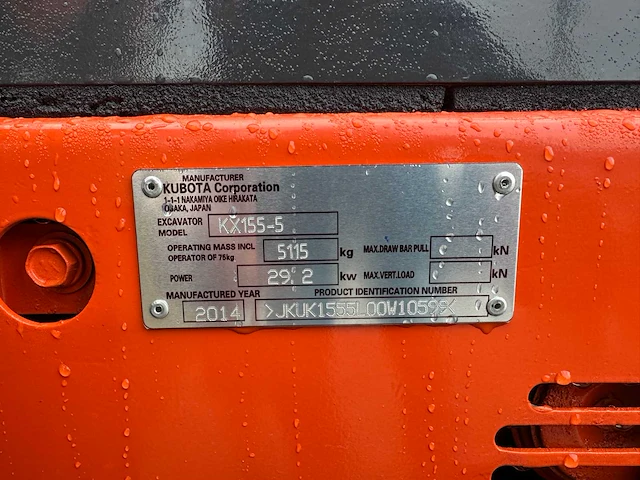 MANUFACTURER
KUBOTA Corporation
1-1-1 NAKAMIYA OIKE HIRAKATA
OSAKA, JAPAN
EXCAVATOR MODEL KX155-5
OPERATING MASS INCL OPERATOR OF 75kg 5115 kg MAX.DRAW BAR PULL kN
POWER 29.2 kw MAX.VERT.LOAD kN
MANUFACTURED YEAR PRODUCT IDENTIFICATION NUMBER
2014